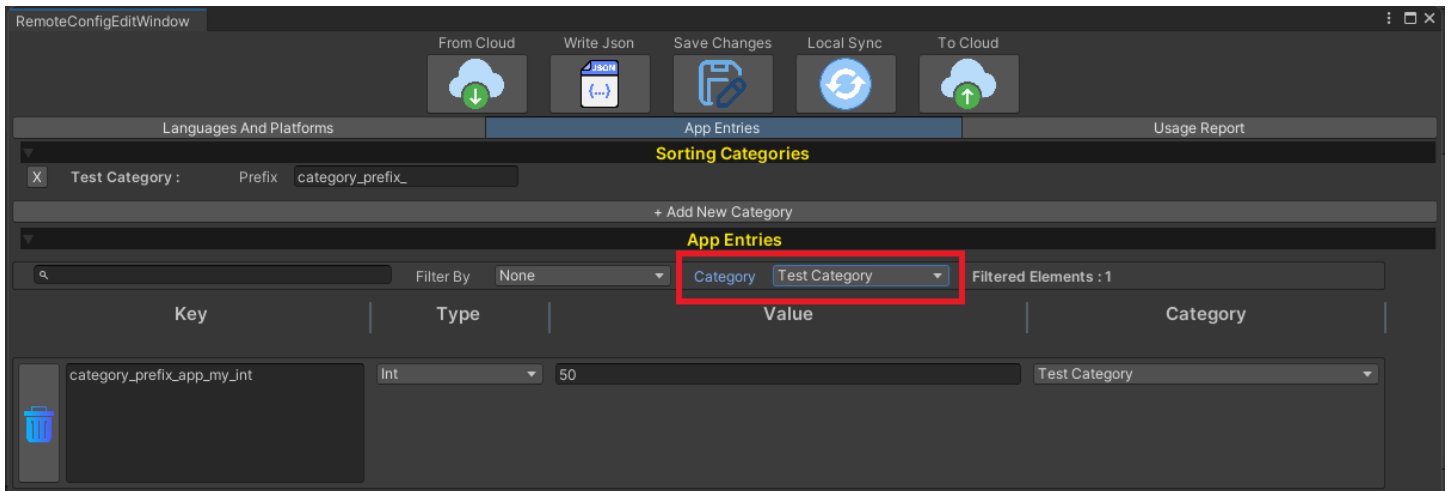 RemoteConfigEditWindow
From Cloud Write Json Save Changes Local Sync To Cloud
JSON
{...}
Languages And Platforms App Entries Usage Report
Sorting Categories
X Test Category : Prefix category_prefix_
+ Add New Category
App Entries
Filter By None Category Test Category Filtered Elements : 1
Key Type Value Category
category_prefix_app_my_int Int 50 Test Category